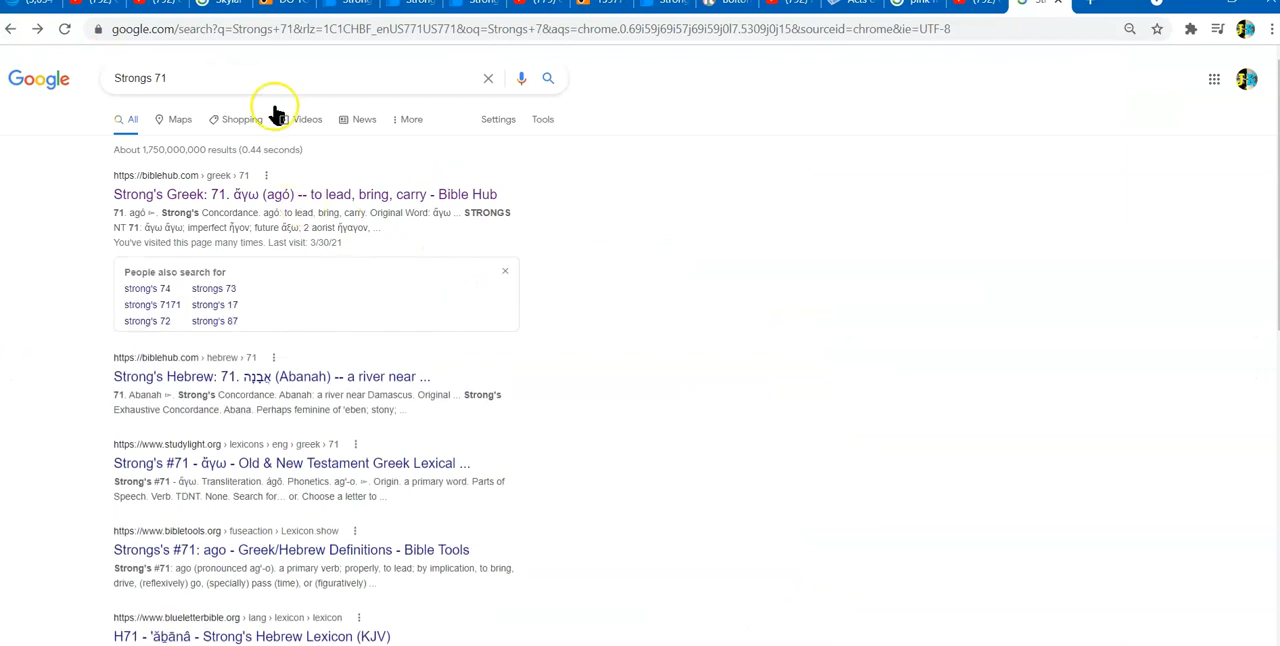 google.com/search?q=Strongs+71&rlz=1C1CHBF_enUS771US771&oq=Strongs+7&aqs=chrome.0.69i59j57j69i59j0l7.5309j0j15&sourceid=chrome&ie=UTF-8
Google
Strongs 71
All Maps Shopping Videos News More Settings Tools
About 1,750,000,000 results (0.44 seconds)
https://biblehub.com › greek › 71
Strong's Greek: 71. ἄγω (agó) -- to lead, bring, carry - Bible Hub
71. agó ► Strong's Concordance. agó: to lead, bring, carry. Original Word: ἄγω ... STRONGS
NT 71: ἄγω ἄγω; imperfect ἦγον; future ἄξω; 2 aorist ἤγαγον, ...
You've visited this page many times. Last visit: 3/30/21
People also search for
strong's 74 strongs 73
strong's 7171 strong's 17
strong's 72 strong's 87
https://biblehub.com › hebrew › 71
Strong's Hebrew: 71. אֲבָנָה (Abanah) -- a river near ...
71. Abanah ► Strong's Concordance. Abanah: a river near Damascus. Original ... Strong's
Exhaustive Concordance. Abana. Perhaps feminine of 'eben; stony; ...
https://www.studylight.org › lexicons › eng › greek › 71
Strong's #71 - ἄγω - Old & New Testament Greek Lexical ...
Strong's #71 - ἄγω. Transliteration. ágō. Phonetics. ag'-o. ► Origin. a primary word. Parts of
Speech. Verb. TDNT. None. Search for… or. Choose a letter to ...
https://www.bibletools.org › fuseaction › Lexicon.show
Strongs's #71: ago - Greek/Hebrew Definitions - Bible Tools
Strong's #71: ago (pronounced ag'-o). a primary verb; properly, to lead; by implication, to bring,
drive, (reflexively) go, (specially) pass (time), or (figuratively) ...
https://www.blueletterbible.org › lang › lexicon › lexicon
H71 - 'ăḇānâ - Strong's Hebrew Lexicon (KJV)